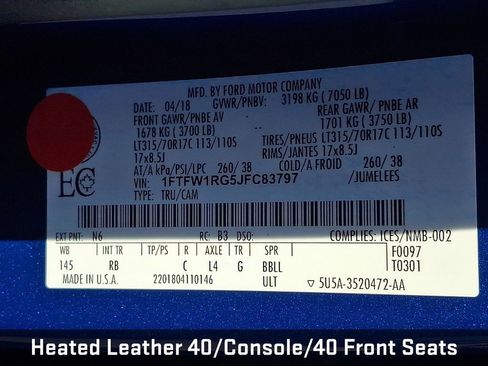 MFD. BY FORD MOTOR COMPANY
DATE: 04/18 GVWR/PNBV: 3198 KG ( 7050 LB)
FRONT GAWR/PNBE AV REAR GAWR/ PNBE AR
1678 KG ( 3700 LB) 1701 KG ( 3750 LB)
LT315/70R17C 113/110S TIRES/PNEUS LT315/70R17C 113/110S
17x8.5J RIMS/JANTES 17x8.5J
AT/A kPa/PSI/LPC 260/ 38 COLD/A FROID 260/ 38
VIN: 1FTFW1RG5JFC83797 /JUMELEES
TYPE: TRU/CAM
EC
EXT PNT: N6 RC: B3 DSO: COMPLIES: ICES/NMB-002
WB INT TR TP/PS R AXLE TR SPR F0097
145 RB C L4 G BBLL T0301
MADE IN U.S.A. 2201804110146 ULT 5U5A-3520472-AA
Heated Leather 40/Console/40 Front Seats